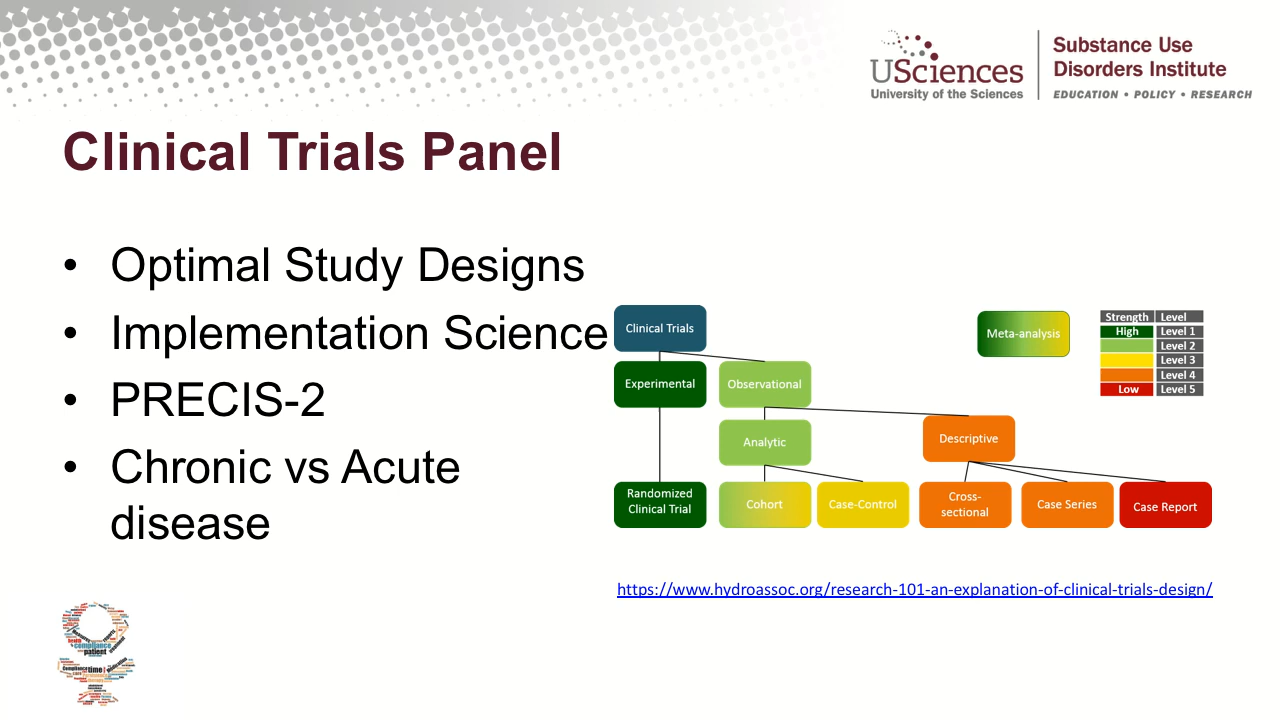 USciences
University of the Sciences
Substance Use
Disorders Institute
EDUCATION • POLICY • RESEARCH
Clinical Trials Panel
• Optimal Study Designs
• Implementation Science
• PRECIS-2
• Chronic vs Acute
disease
Clinical Trials
Meta-analysis
Strength Level
High Level 1
Level 2
Level 3
Level 4
Low Level 5
Experimental
Observational
Analytic
Descriptive
Randomized
Clinical Trial
Cohort
Case-Control
Cross-
sectional
Case Series
Case Report
https://www.hydroassoc.org/research-101-an-explanation-of-clinical-trials-design/
compliance
patient
time